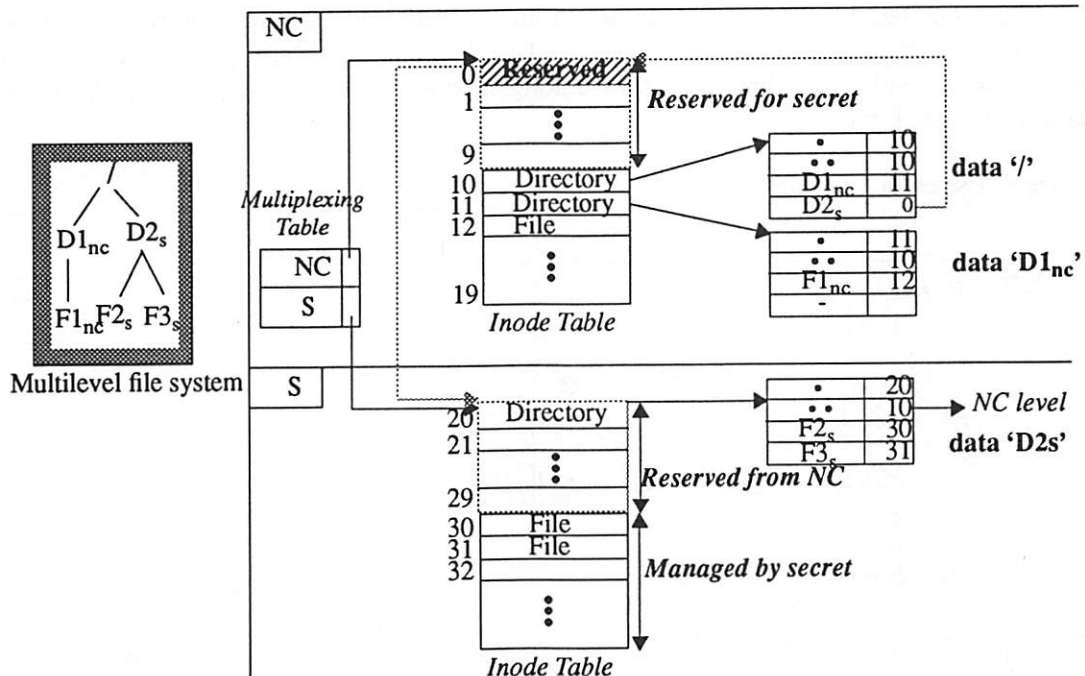 NC
0
Reserved
1
Reserved for secret
9
10 Directory
11 Directory
12 File
19
Inode Table
. 10
. . 10
D1nc 11
D2s 0
data ‘/’
. 11
. . 10
F1nc 12
-
data ‘D1nc’
Multiplexing
Table
NC
S
/
D1nc D2s
F1nc F2s F3s
Multilevel file system
S
20 Directory
21
29
Reserved from NC
30 File
31 File
32
Managed by secret
Inode Table
. 20
. . 10
F2s 30
F3s 31
NC level
data ‘D2s’